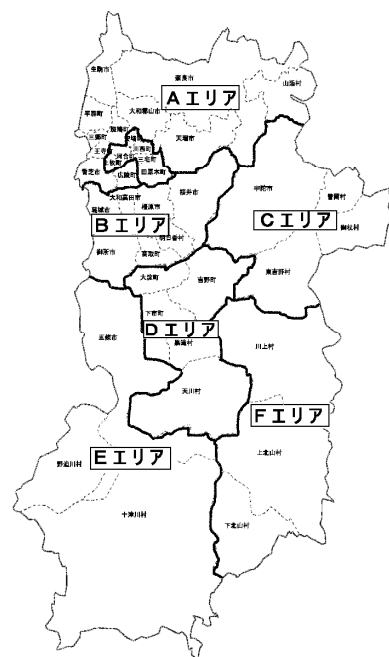 生駒市
奈良市
山添村
Aエリア
平群町
大和郡山市
斑鳩町
安堵町
三郷町
天理市
川西町
王寺町
河合町
三宅町
上牧町
香芝市
広陵町
田原本町
大和高田市
桜井市
宇陀市
曽爾村
葛城市
橿原市
Bエリア
Cエリア
御杖村
明日香村
御所市
高取町
東吉野村
大淀町
吉野町
下市町
Dエリア
五條市
黒滝村
川上村
天川村
Fエリア
Eエリア
上北山村
野迫川村
十津川村
下北山村